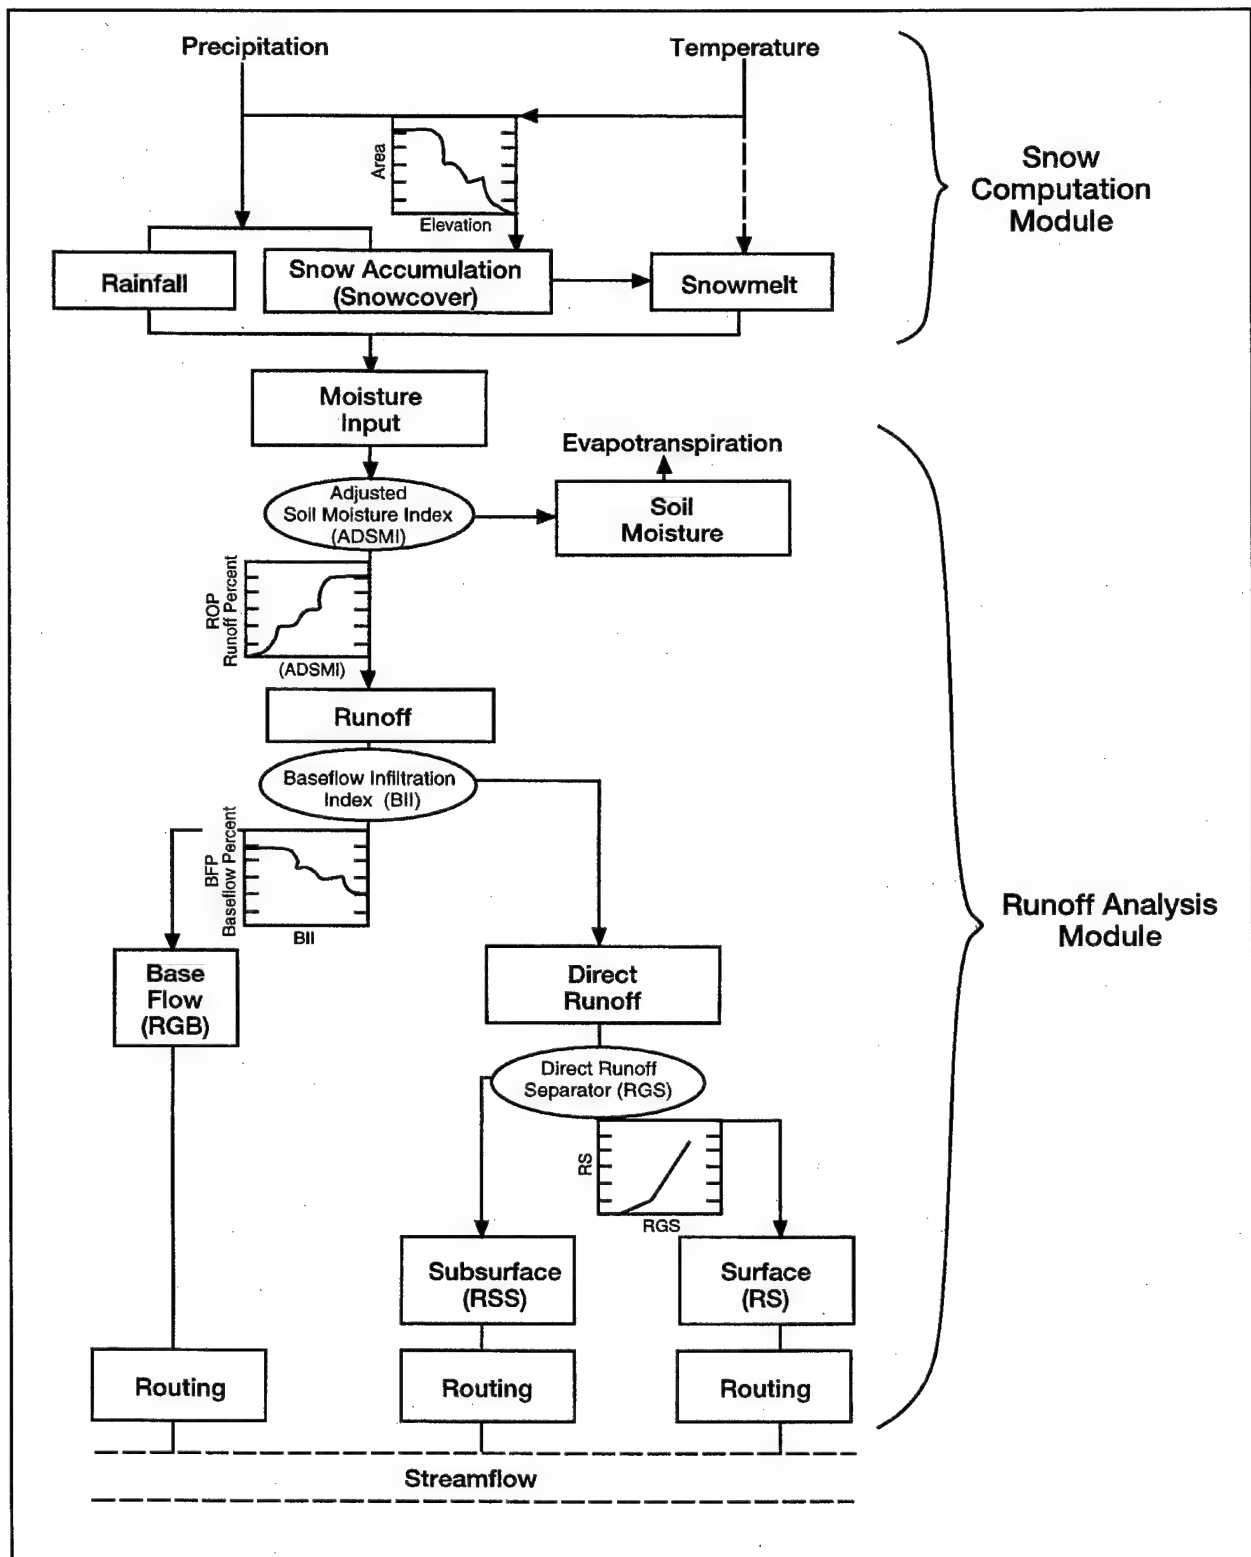 Precipitation
Temperature
Area
Elevation
Snow
Computation
Module
Rainfall
Snow Accumulation
(Snowcover)
Snowmelt
Moisture
Input
Evapotranspiration
Adjusted
Soil Moisture Index
(ADSMI)
Soil
Moisture
ROP
Runoff Percent
(ADSMI)
Runoff
Baseflow Infiltration
Index (BII)
BFP
Baseflow Percent
BII
Runoff Analysis
Module
Base
Flow
(RGB)
Direct
Runoff
Direct Runoff
Separator (RGS)
RS
RGS
Subsurface
(RSS)
Surface
(RS)
Routing
Routing
Routing
Streamflow